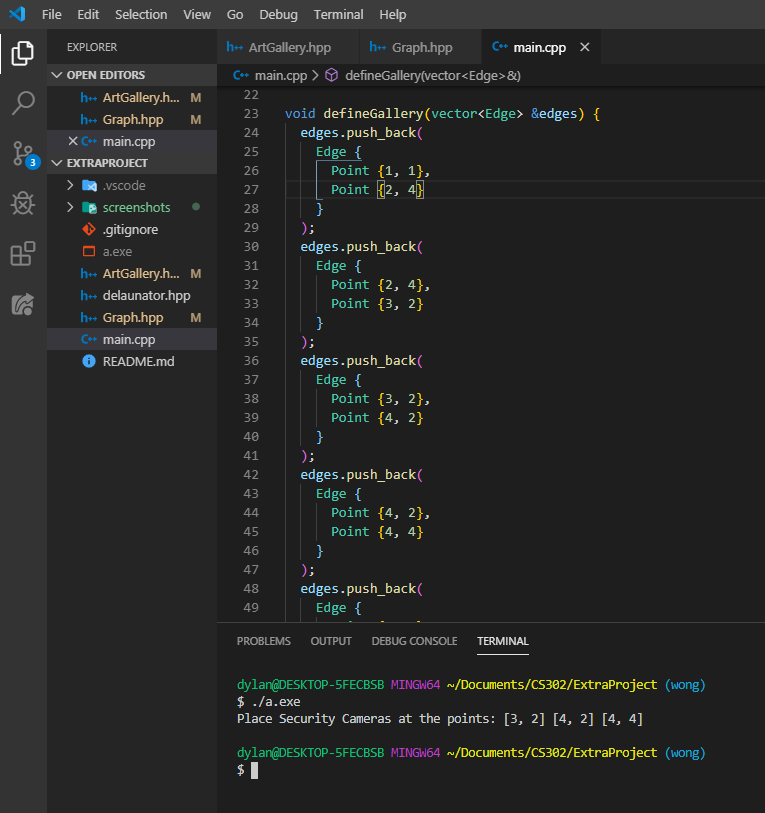 File Edit Selection View Go Debug Terminal Help
EXPLORER
OPEN EDITORS
h++ ArtGallery.h... M
h++ Graph.hpp M
C++ main.cpp
3
EXTRAPROJECT
.vscode
screenshots
.gitignore
a.exe
h++ ArtGallery.h... M
h++ delaunator.hpp
h++ Graph.hpp M
C++ main.cpp
README.md
h++ ArtGallery.hpp h++ Graph.hpp C++ main.cpp
C++ main.cpp > defineGallery(vector<Edge>&)
22
23 void defineGallery(vector<Edge> &edges) {
24 edges.push_back(
25 Edge {
26 Point {1, 1},
27 Point {2, 4}
28 }
29 );
30 edges.push_back(
31 Edge {
32 Point {2, 4},
33 Point {3, 2}
34 }
35 );
36 edges.push_back(
37 Edge {
38 Point {3, 2},
39 Point {4, 2}
40 }
41 );
42 edges.push_back(
43 Edge {
44 Point {4, 2},
45 Point {4, 4}
46 }
47 );
48 edges.push_back(
49 Edge {
PROBLEMS OUTPUT DEBUG CONSOLE TERMINAL
dylan@DESKTOP-5FECBSB MINGW64 ~/Documents/CS302/ExtraProject (wong)
$ ./a.exe
Place Security Cameras at the points: [3, 2] [4, 2] [4, 4]
dylan@DESKTOP-5FECBSB MINGW64 ~/Documents/CS302/ExtraProject (wong)
$